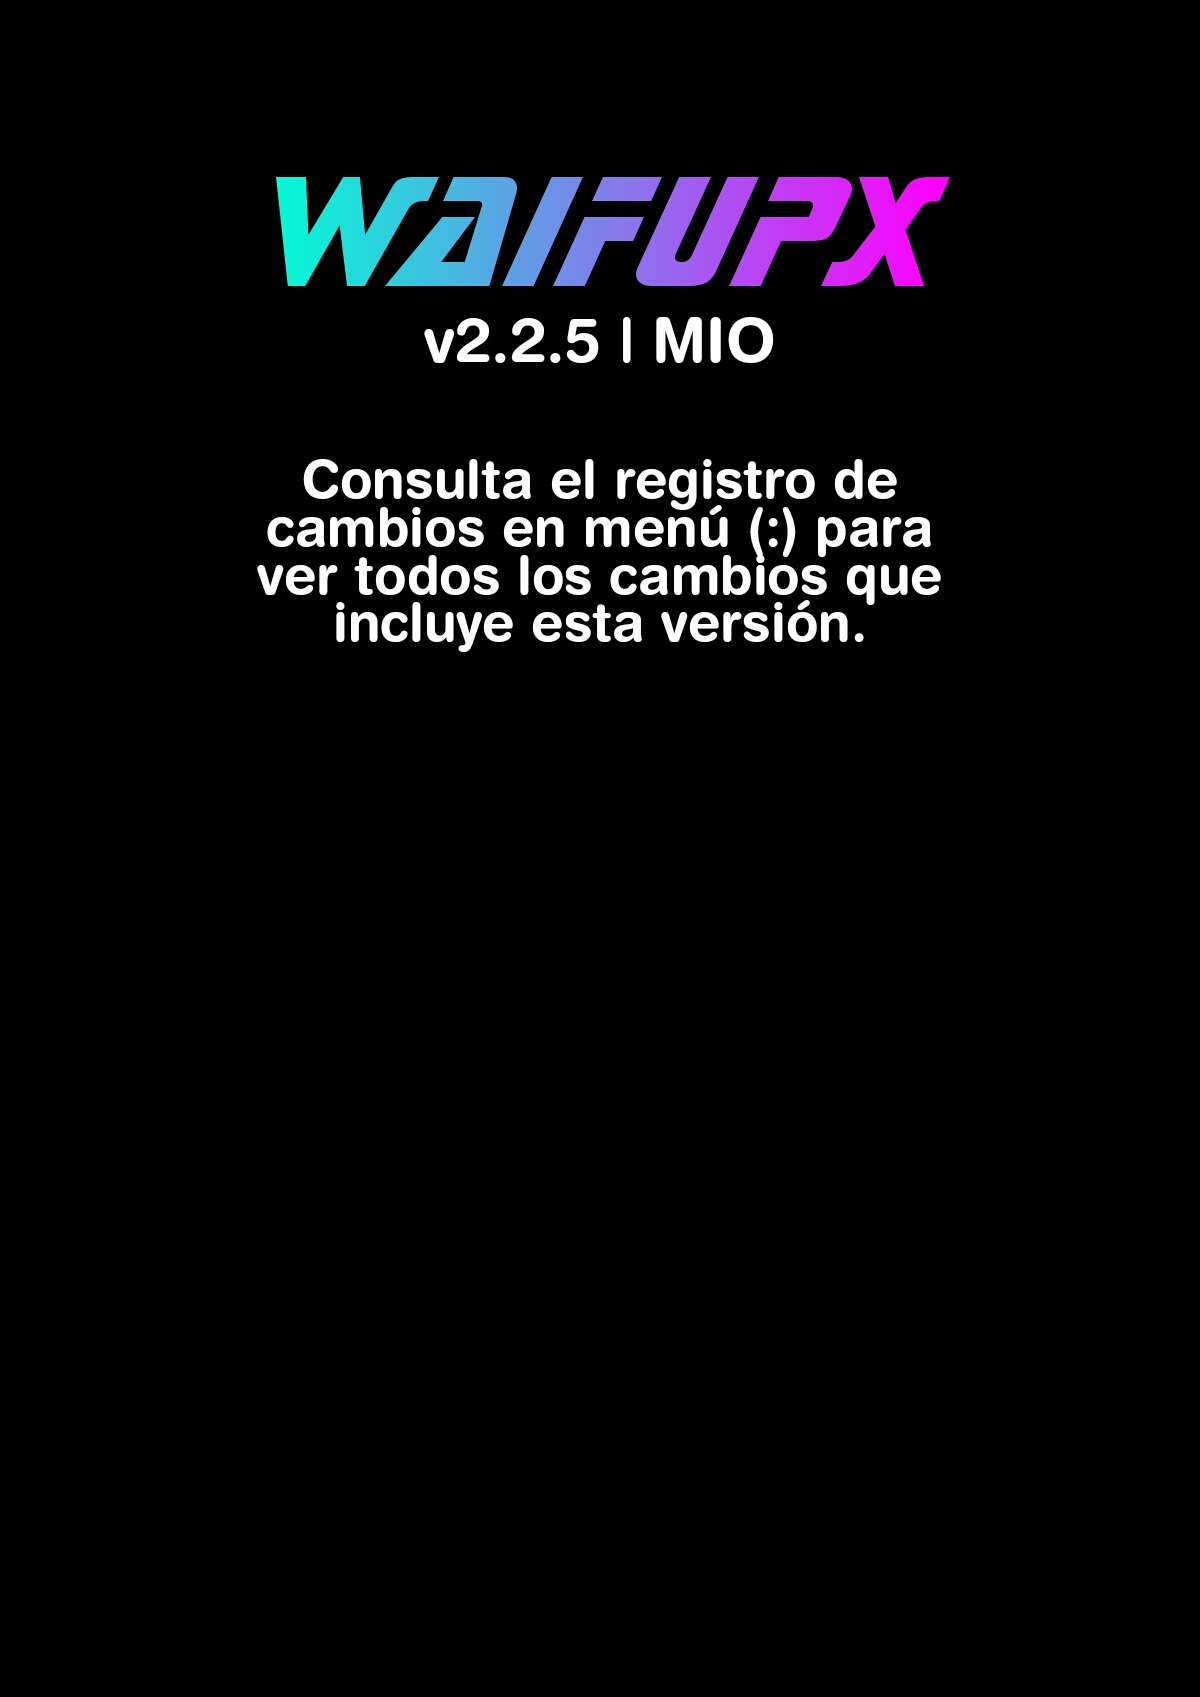 WAIFUPX
v2.2.5 | MIO
Consulta el registro de
cambios en menú (:) para
ver todos los cambios que
incluye esta versión.